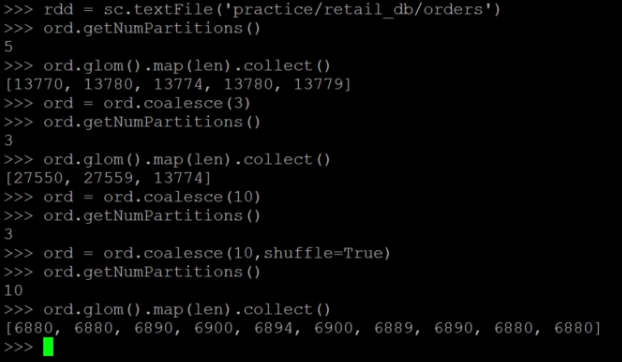 >>> rdd = sc.textFile('practice/retail_db/orders')
>>> ord.getNumPartitions()
5
>>> ord.glom().map(len).collect()
[13770, 13780, 13774, 13780, 13779]
>>> ord = ord.coalesce(3)
>>> ord.getNumPartitions()
3
>>> ord.glom().map(len).collect()
[27550, 27559, 13774]
>>> ord = ord.coalesce(10)
>>> ord.getNumPartitions()
3
>>> ord = ord.coalesce(10,shuffle=True)
>>> ord.getNumPartitions()
10
>>> ord.glom().map(len).collect()
[6880, 6880, 6890, 6900, 6894, 6900, 6889, 6890, 6880, 6880]
>>>